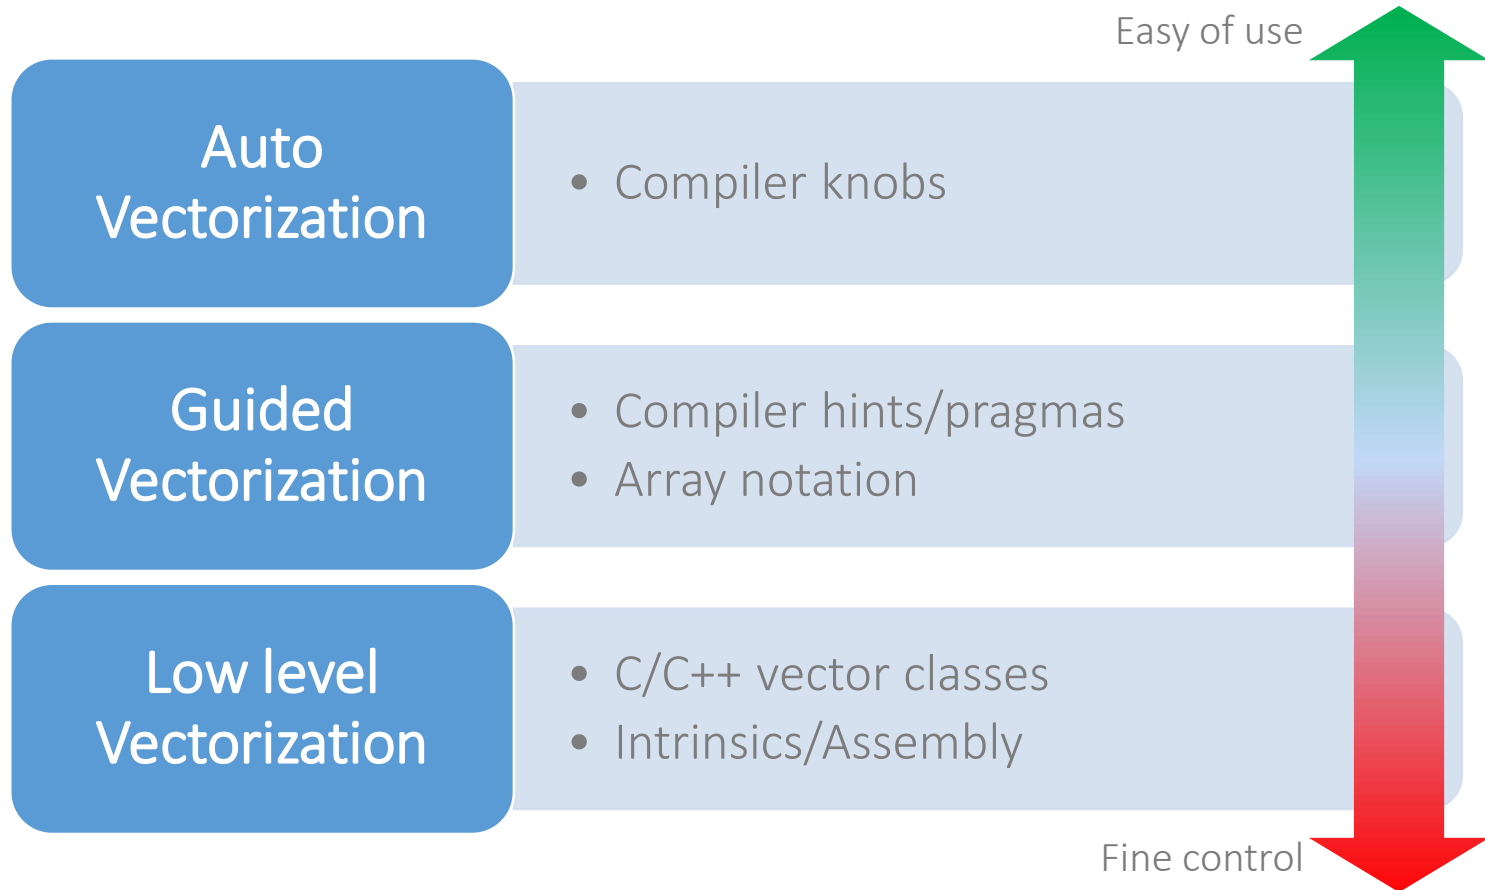 Easy of use
Auto
Vectorization
• Compiler knobs
Guided
Vectorization
• Compiler hints/pragmas
• Array notation
Low level
Vectorization
• C/C++ vector classes
• Intrinsics/Assembly
Fine control